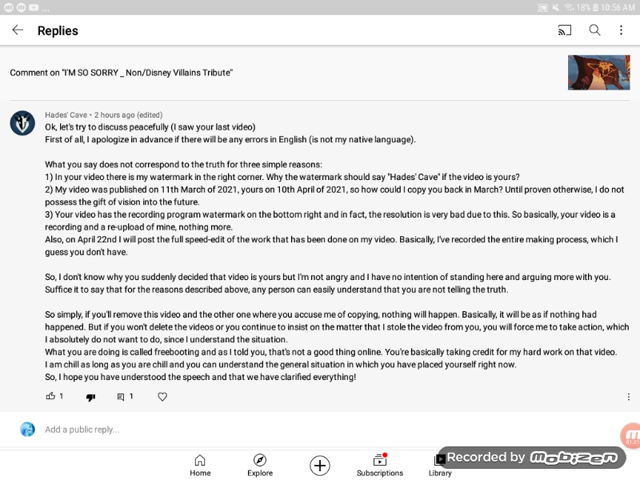 18% 10:56 AM
Replies
Comment on "I'M SO SORRY _ Non/Disney Villains Tribute"
Hades' Cave • 2 hours ago (edited)
Ok, let's try to discuss peacefully (I saw your last video)
First of all, I apologize in advance if there will be any errors in English (is not my native language).
What you say does not correspond to the truth for three simple reasons:
1) In your video there is my watermark in the right corner. Why the watermark should say "Hades' Cave" if the video is yours?
2) My video was published on 11th March of 2021, yours on 10th April of 2021, so how could I copy you back in March? Until proven otherwise, I do not
possess the gift of vision into the future.
3) Your video has the recording program watermark on the bottom right and in fact, the resolution is very bad due to this. So basically, your video is a
recording and a re-upload of mine, nothing more.
Also, on April 22nd I will post the full speed-edit of the work that has been done on my video. Basically, I've recorded the entire making process, which I
guess you don't have.
So, I don't know why you suddenly decided that video is yours but I'm not angry and I have no intention of standing here and arguing more with you.
Suffice it to say that for the reasons described above, any person can easily understand that you are not telling the truth.
So simply, if you'll remove this video and the other one where you accuse me of copying, nothing will happen. Basically, it will be as if nothing had
happened. But if you won't delete the videos or you continue to insist on the matter that I stole the video from you, you will force me to take action, which
I absolutely do not want to do, since I understand the situation.
What you are doing is called freebooting and as I told you, that's not a good thing online. You're basically taking credit for my hard work on that video.
I am chill as long as you are chill and you can understand the general situation in which you have placed yourself right now.
So, I hope you have understood the speech and that we have clarified everything!
1 1
Add a public reply...
Home Explore Subscriptions Library
Recorded by Mobizen